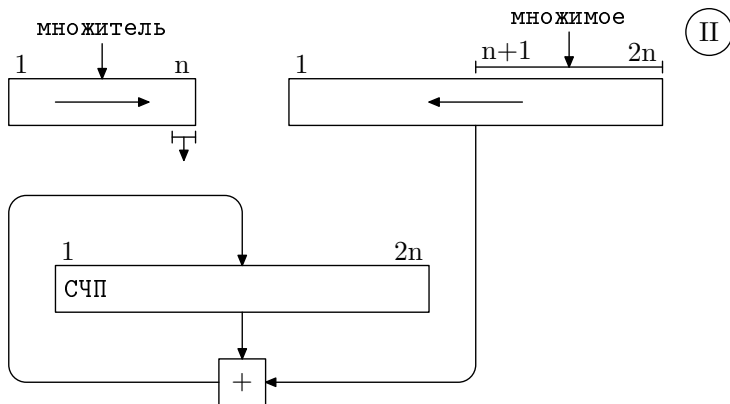 множитель
множимое
II
1 n
1 n+1 2n
1 2n
СЧП
+